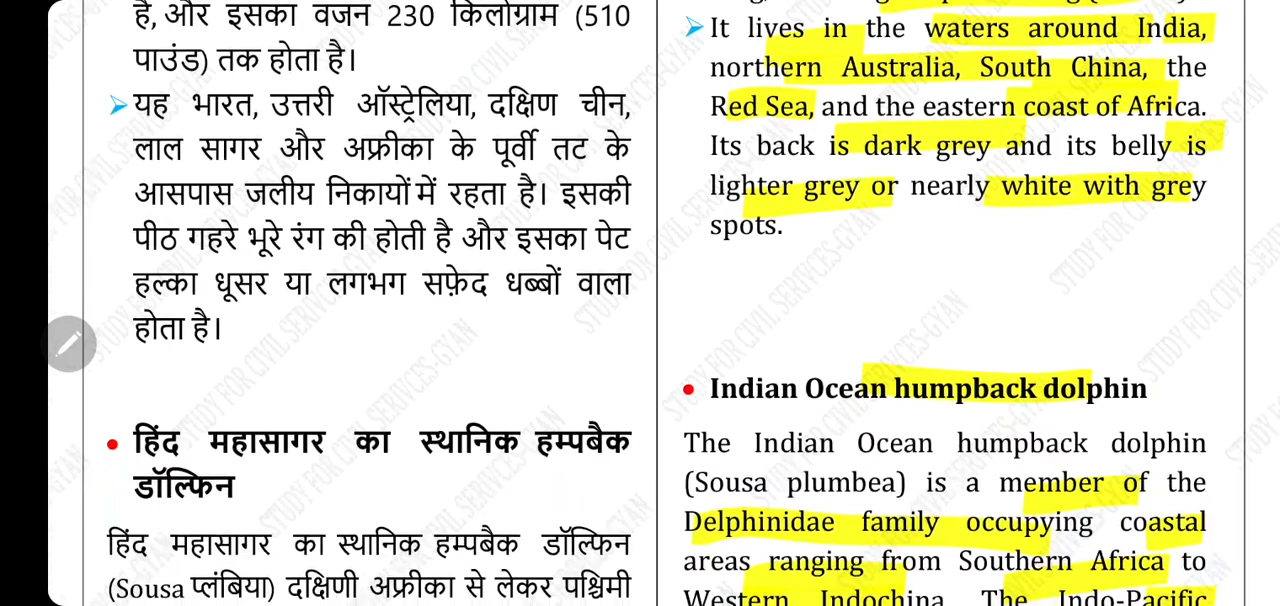 है, और इसका वजन 230 किलोग्राम (510
पाउंड) तक होता है।
यह भारत, उत्तरी ऑस्ट्रेलिया, दक्षिण चीन,
लाल सागर और अफ्रीका के पूर्वी तट के
आसपास जलीय निकायों में रहता है। इसकी
पीठ गहरे भूरे रंग की होती है और इसका पेट
हल्का धूसर या लगभग सफ़ेद धब्बों वाला
होता है।
हिंद महासागर का स्थानिक हम्पबैक
डॉल्फिन
हिंद महासागर का स्थानिक हम्पबैक डॉल्फिन
(Sousa प्लंबिया) दक्षिणी अफ्रीका से लेकर पश्चिमी
It lives in the waters around India,
northern Australia, South China, the
Red Sea, and the eastern coast of Africa.
Its back is dark grey and its belly is
lighter grey or nearly white with grey
spots.
Indian Ocean humpback dolphin
The Indian Ocean humpback dolphin
(Sousa plumbea) is a member of the
Delphinidae family occupying coastal
areas ranging from Southern Africa to
Western Indochina. The Indo-Pacific